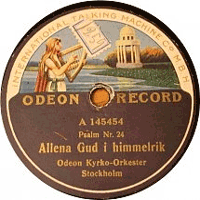 INTERNATIONAL TALKING MACHINE CO. M.B.H.
ODEON RECORD
A 145454
Psalm Nr. 24
Allena Gud i himmelrik
Odeon Kyrko-Orkester
Stockholm